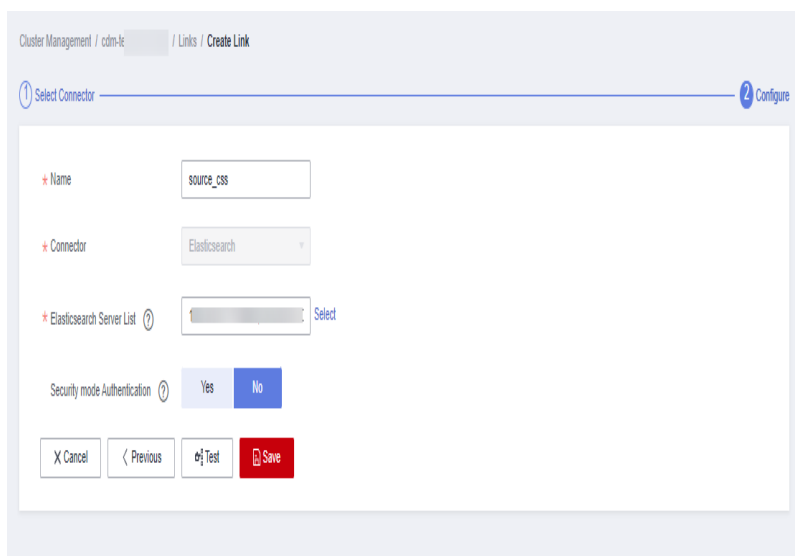 Cluster Management / cdm-te / Links / Create Link
1 Select Connector 2 Configure
* Name source_css
* Connector Elasticsearch
* Elasticsearch Server List ? Select
Security mode Authentication ? Yes No
Cancel Previous Test Save